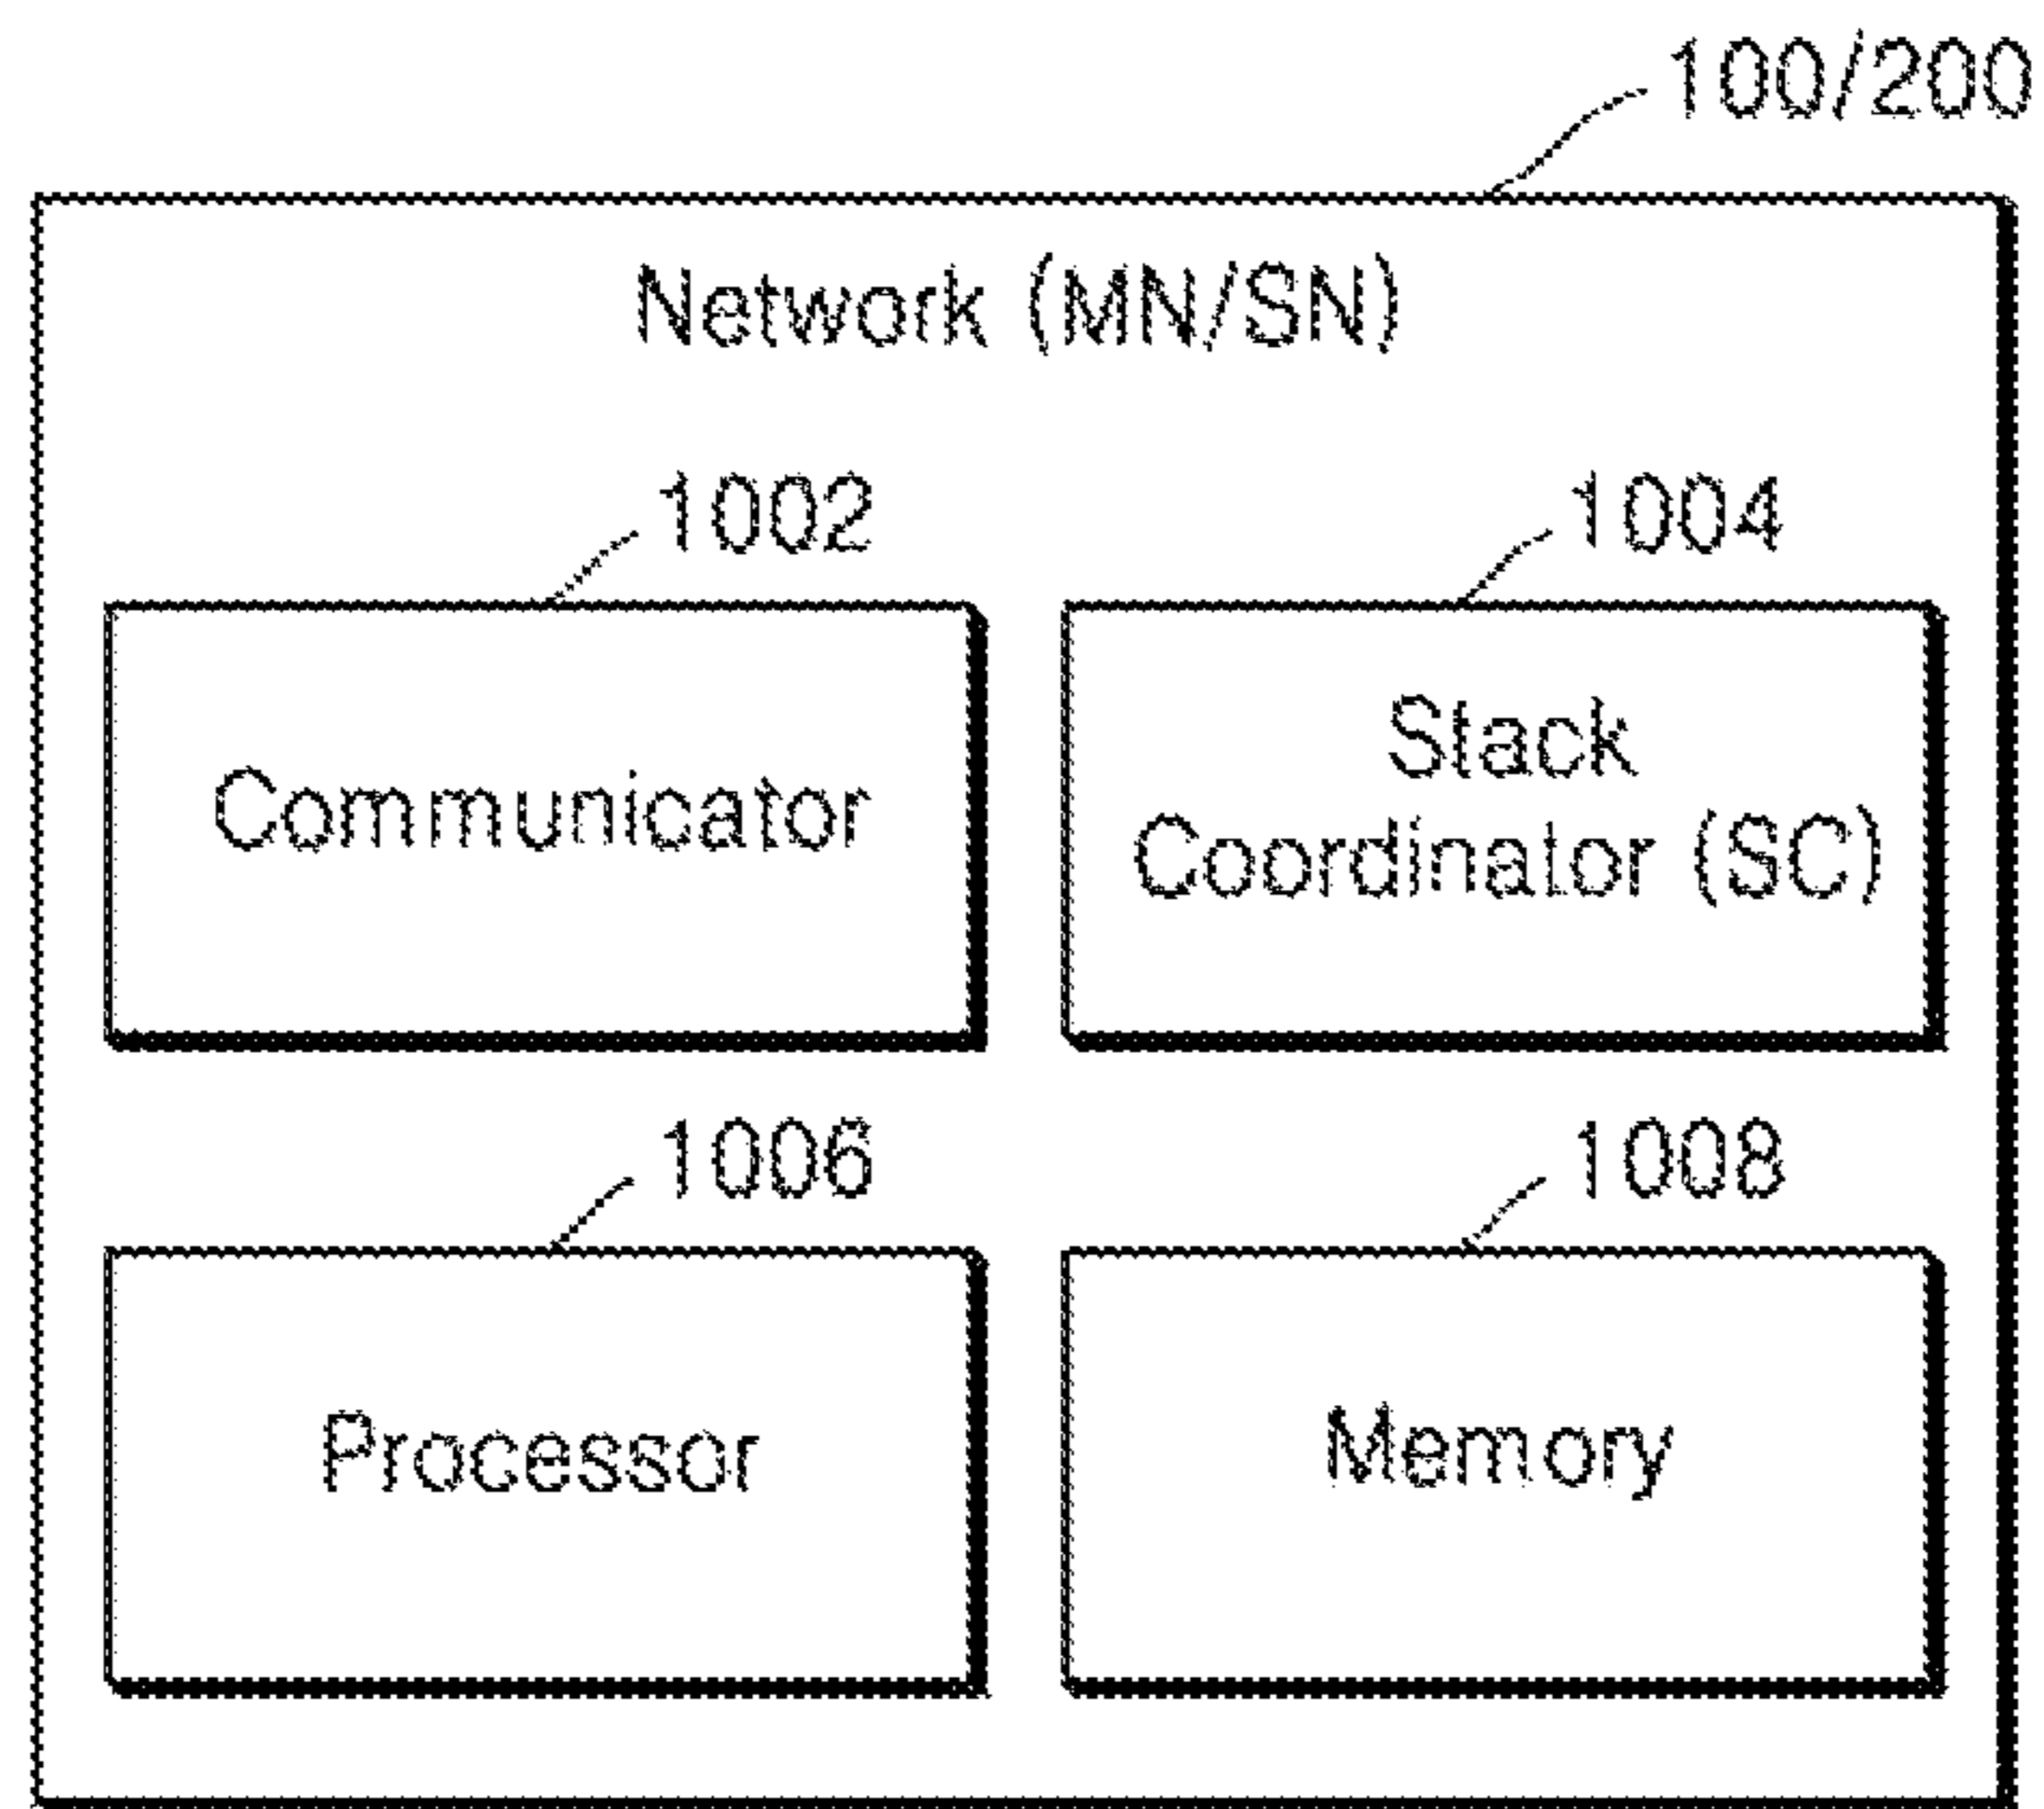 100/200
Network (MN/SN)
1002
1004
Communicator
Stack
Coordinator (SC)
1006
1008
Processor
Memory